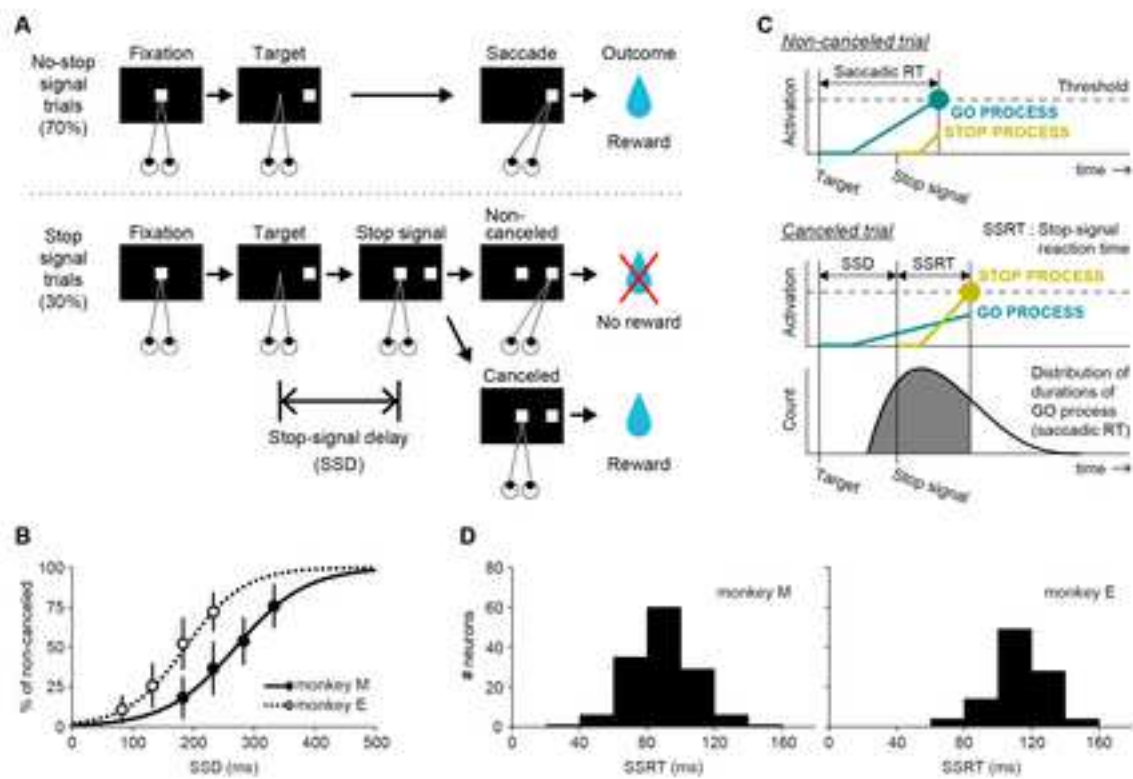 A
No-stop
signal
trials
(70%)
Fixation
Target
Saccade
Outcome
Reward
Stop
signal
trials
(30%)
Fixation
Target
Stop signal
Non-
canceled
No reward
Canceled
Reward
Stop-signal delay
(SSD)
B
% of non-canceled
100
75
50
25
0
0 100 200 300 400 500
SSD (ms)
monkey M
monkey E
C
Non-canceled trial
Saccadic RT
Threshold
GO PROCESS
STOP PROCESS
Activation
time
Target
Stop signal
Canceled trial
SSRT : Stop-signal
reaction time
SSD
SSRT
STOP PROCESS
GO PROCESS
Activation
Distribution of
durations of
GO process
(saccadic RT)
Count
time
Target
Stop signal
D
# neurons
80
60
40
20
0
monkey M
0 40 80 120 160
SSRT (ms)
monkey E
0 40 80 120 160
SSRT (ms)